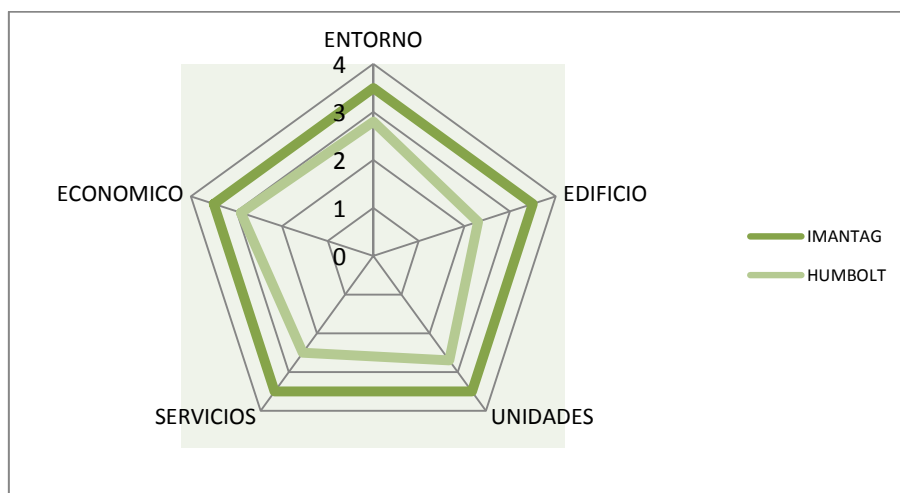 ENTORNO
4
3
2
1
0
EDIFICIO
UNIDADES
SERVICIOS
ECONOMICO
IMANTAG
HUMBOLT